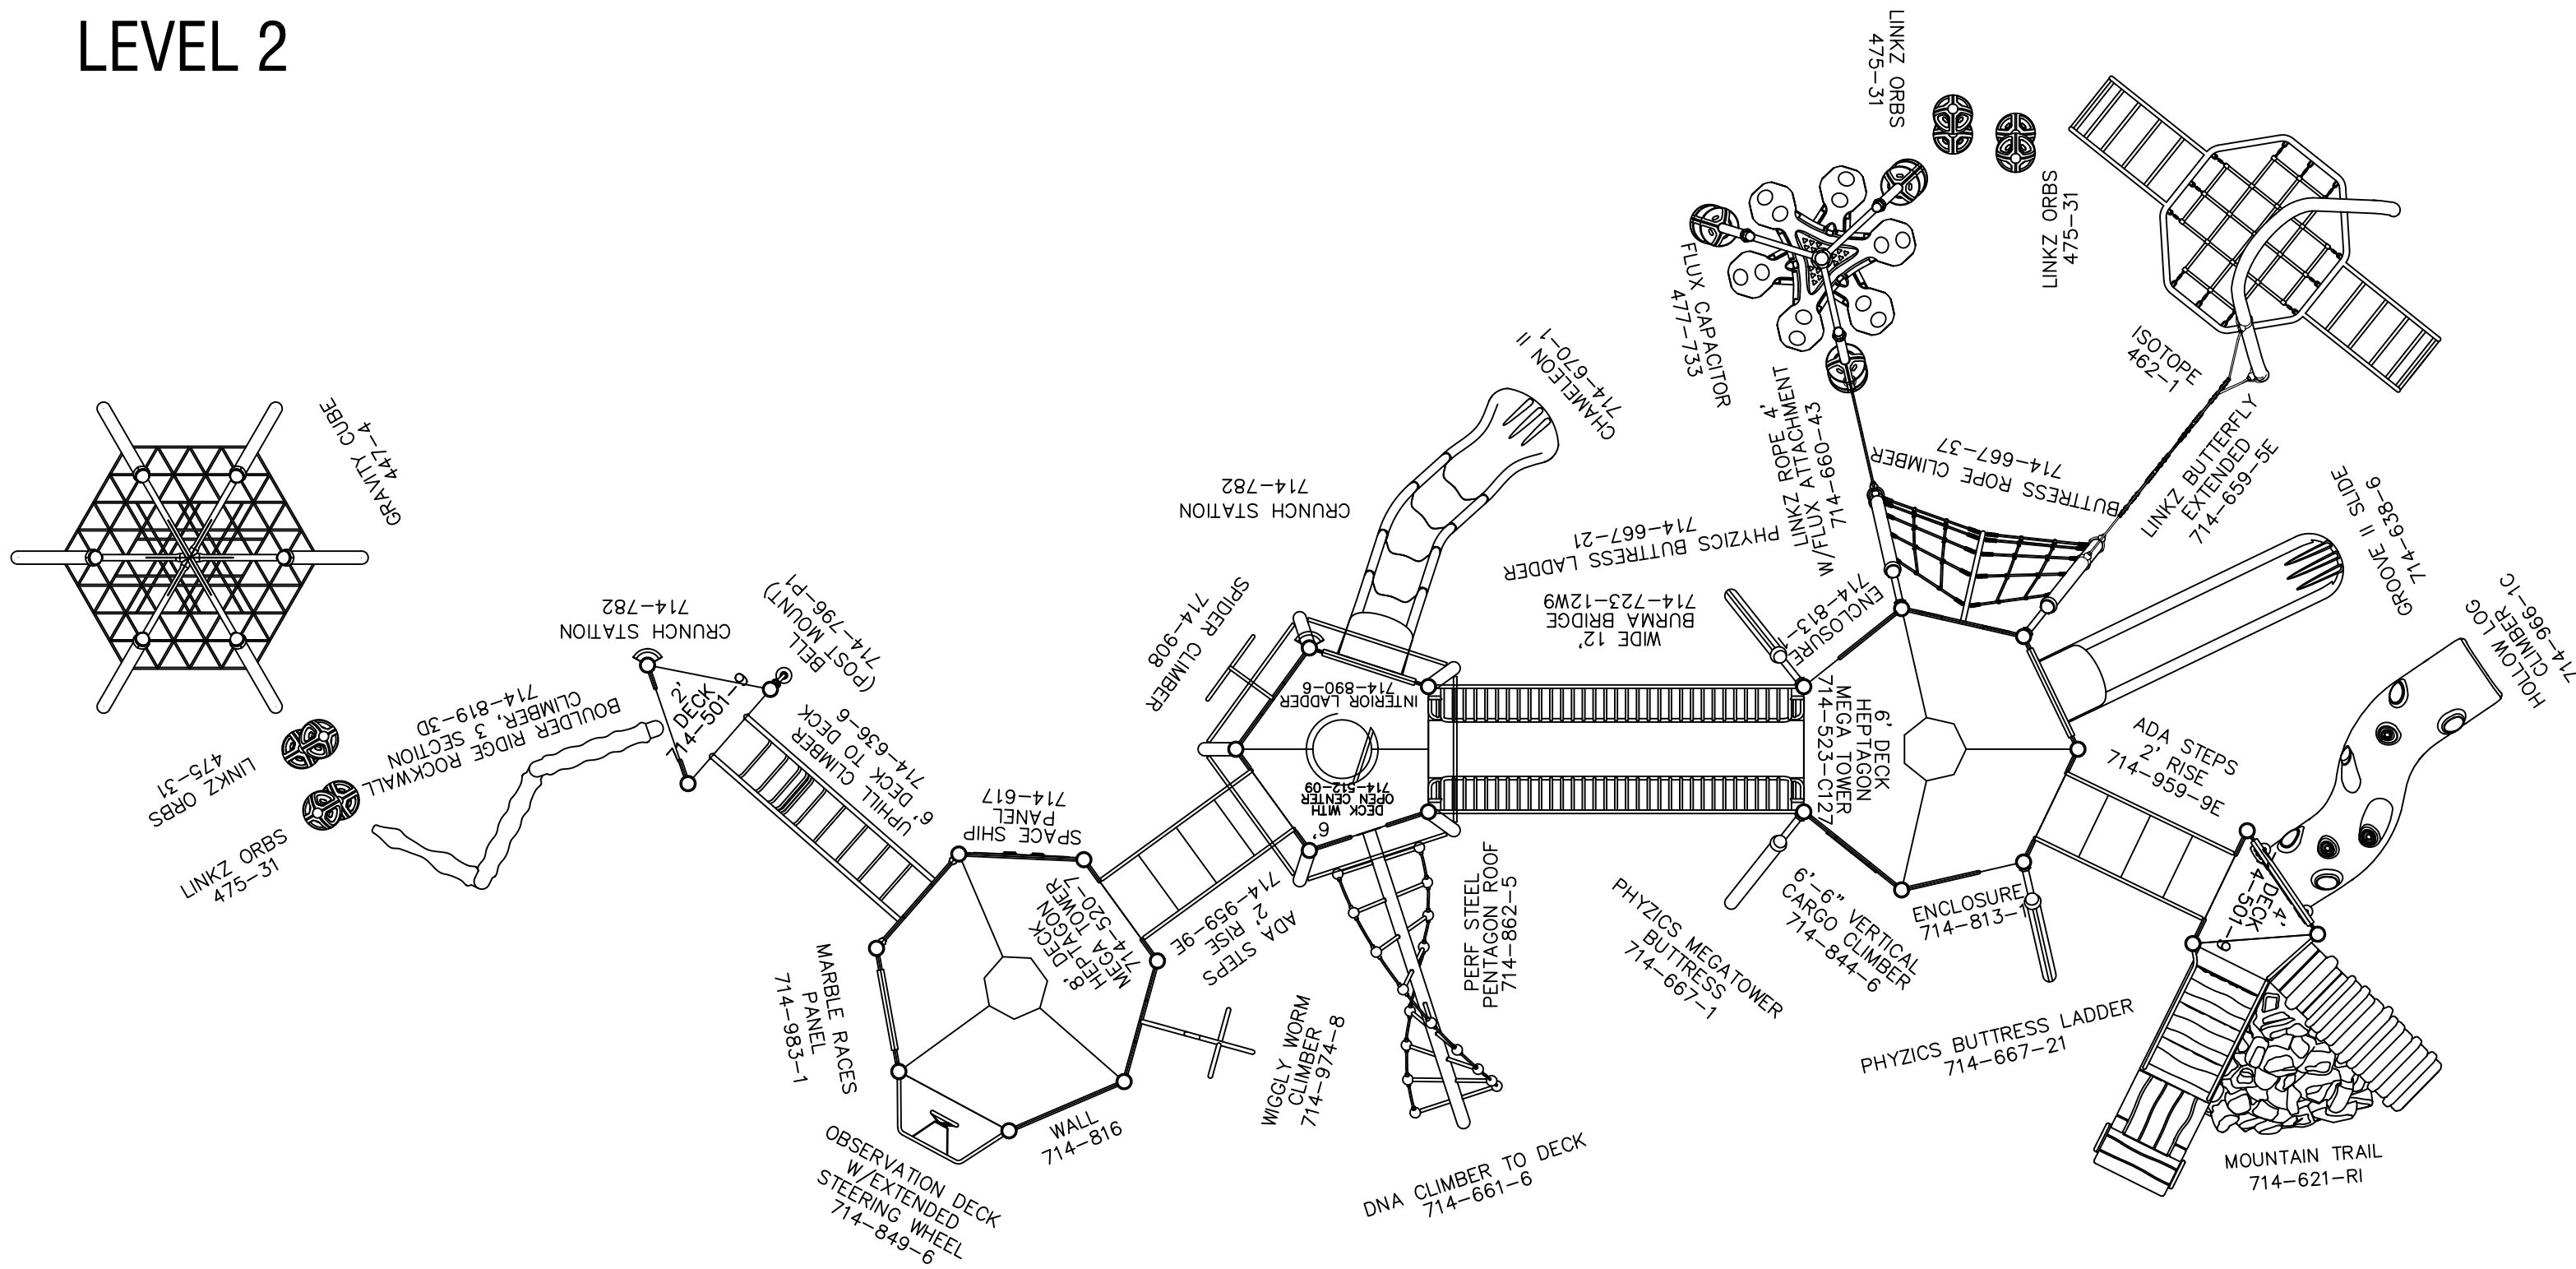 LEVEL 2
GRAVITY CUBE
447-4
LINKZ ORBS
475-31
LINKZ ORBS
475-31
BOULDER RIDGE ROCKWALL
CLIMBER, 3 SECTION
714-819-3D
CRUNCH STATION
714-782
2'
DECK
714-501-9
BELL
(POST MOUNT)
714-796-P1
UPHILL CLIMBER
6' DECK TO DECK
714-636-6
SPACE SHIP
PANEL
714-617
8' DECK
HEPTAGON
MEGA TOWER
714-520-7
MARBLE RACES
PANEL
714-983-1
OBSERVATION DECK
W/EXTENDED
STEERING WHEEL
714-849-6
WALL
714-816
WIGGLY WORM
CLIMBER
714-974-8
ADA STEPS
2' RISE
714-959-9E
SPIDER CLIMBER
714-908
CRUNCH STATION
714-782
CHAMELEON II
714-670-1
INTERIOR LADDER
714-890-6
6'
DECK WITH
OPEN CENTER
714-512-09
PERF STEEL
PENTAGON ROOF
714-862-5
DNA CLIMBER TO DECK
714-661-6
WIDE 12'
BURMA BRIDGE
714-723-12W9
PHYZICS BUTTRESS LADDER
714-667-21
LINKZ ROPE 4'
W/FLUX ATTACHMENT
714-660-43
FLUX CAPACITOR
477-733
LINKZ ORBS
475-31
LINKZ ORBS
475-31
ISOTOPE
462-1
BUTTRESS ROPE CLIMBER
714-667-37
LINKZ BUTTERFLY
EXTENDED
714-659-5E
GROOVE II SLIDE
714-638-6
HOLLOW LOG
CLIMBER
714-966-1C
ENCLOSURE
714-813-1
6' DECK
HEPTAGON
MEGA TOWER
714-523-C127
ADA STEPS
2' RISE
714-959-9E
4'
DECK
4-501-9
ENCLOSURE
714-813-1
6'-6" VERTICAL
CARGO CLIMBER
714-844-6
PHYZICS MEGATOWER
BUTTRESS
714-667-1
PHYZICS BUTTRESS LADDER
714-667-21
MOUNTAIN TRAIL
714-621-RI